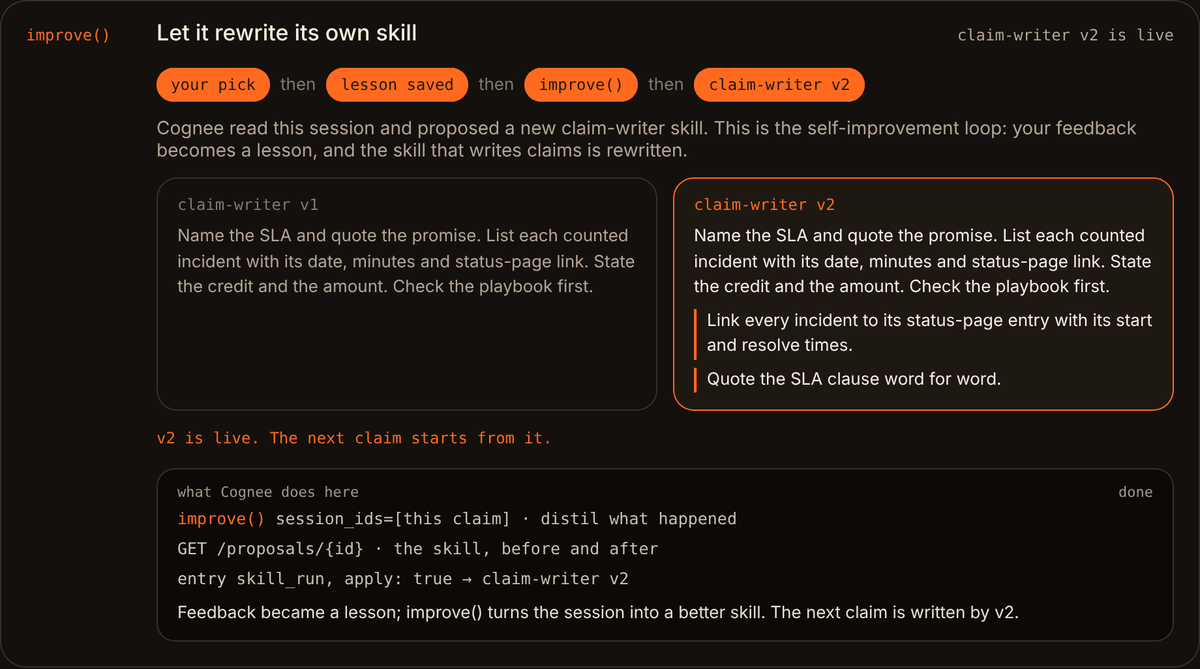 improve()
Let it rewrite its own skill
claim-writer v2 is live
your pick then lesson saved then improve() then claim-writer v2
Cognee read this session and proposed a new claim-writer skill. This is the self-improvement loop: your feedback
becomes a lesson, and the skill that writes claims is rewritten.
claim-writer v1
Name the SLA and quote the promise. List each counted
incident with its date, minutes and status-page link. State
the credit and the amount. Check the playbook first.
claim-writer v2
Name the SLA and quote the promise. List each counted
incident with its date, minutes and status-page link. State
the credit and the amount. Check the playbook first.
Link every incident to its status-page entry with its start
and resolve times.
Quote the SLA clause word for word.
v2 is live. The next claim starts from it.
what Cognee does here
done
improve() session_ids=[this claim] · distil what happened
GET /proposals/{id} · the skill, before and after
entry skill_run, apply: true → claim-writer v2
Feedback became a lesson; improve() turns the session into a better skill. The next claim is written by v2.